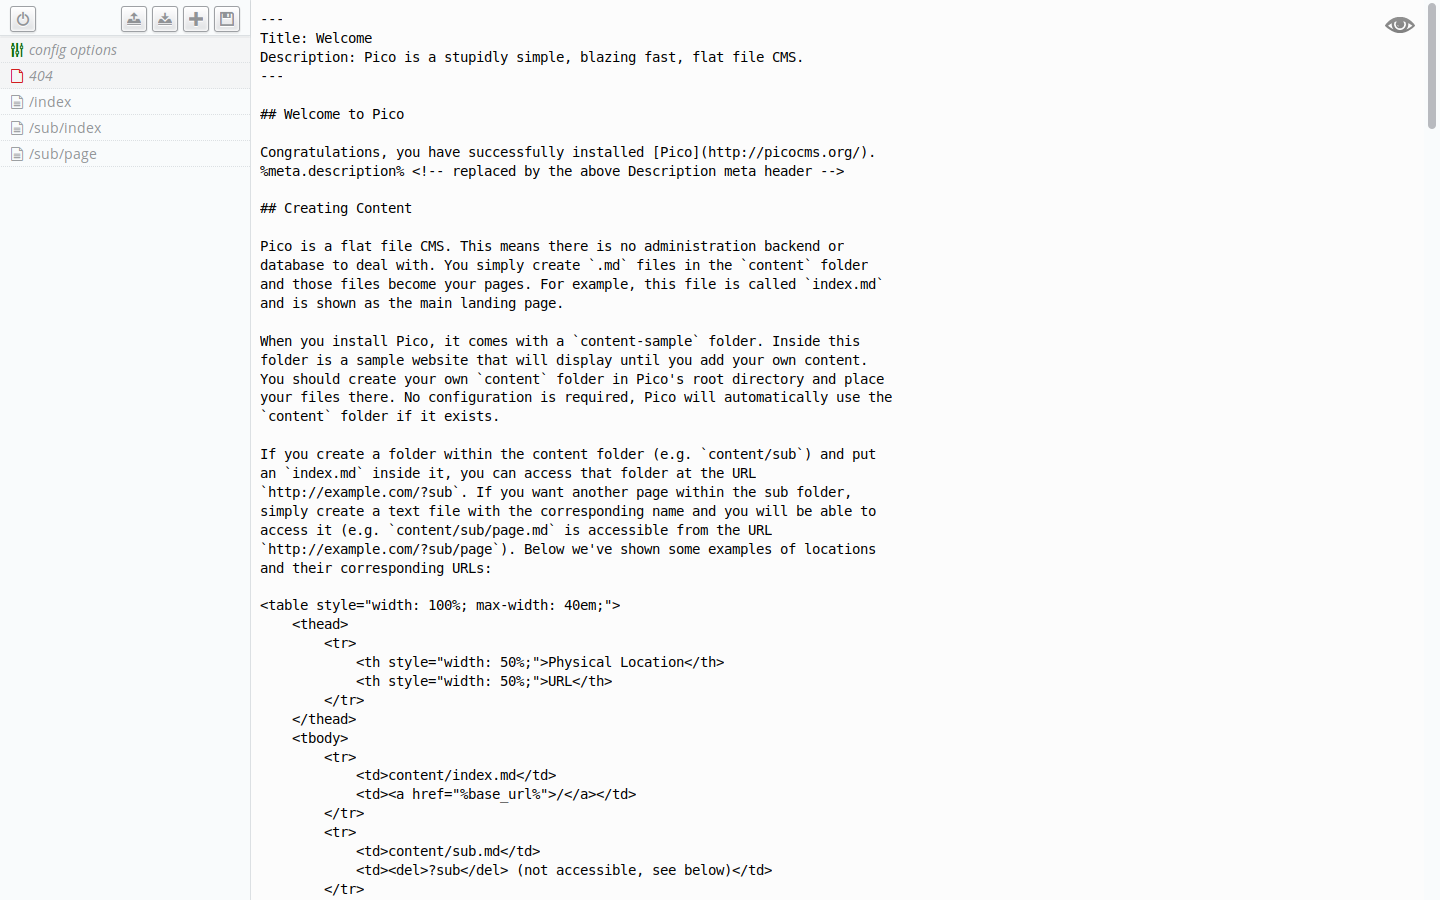 config options
404
/index
/sub/index
/sub/page
---
Title: Welcome
Description: Pico is a stupidly simple, blazing fast, flat file CMS.
---
## Welcome to Pico
Congratulations, you have successfully installed [Pico](http://picocms.org/).
%meta.description% <!-- replaced by the above Description meta header -->
## Creating Content
Pico is a flat file CMS. This means there is no administration backend or
database to deal with. You simply create `.md` files in the `content` folder
and those files become your pages. For example, this file is called `index.md`
and is shown as the main landing page.
When you install Pico, it comes with a `content-sample` folder. Inside this
folder is a sample website that will display until you add your own content.
You should create your own `content` folder in Pico's root directory and place
your files there. No configuration is required, Pico will automatically use the
`content` folder if it exists.
If you create a folder within the content folder (e.g. `content/sub`) and put
an `index.md` inside it, you can access that folder at the URL
`http://example.com/?sub`. If you want another page within the sub folder,
simply create a text file with the corresponding name and you will be able to
access it (e.g. `content/sub/page.md` is accessible from the URL
`http://example.com/?sub/page`). Below we've shown some examples of locations
and their corresponding URLs:
<table style="width: 100%; max-width: 40em;">
    <thead>
        <tr>
            <th style="width: 50%;">Physical Location</th>
            <th style="width: 50%;">URL</th>
        </tr>
    </thead>
    <tbody>
        <tr>
            <td>content/index.md</td>
            <td><a href="%base_url%">/</a></td>
        </tr>
        <tr>
            <td>content/sub.md</td>
            <td><del>?sub</del> (not accessible, see below)</td>
        </tr>